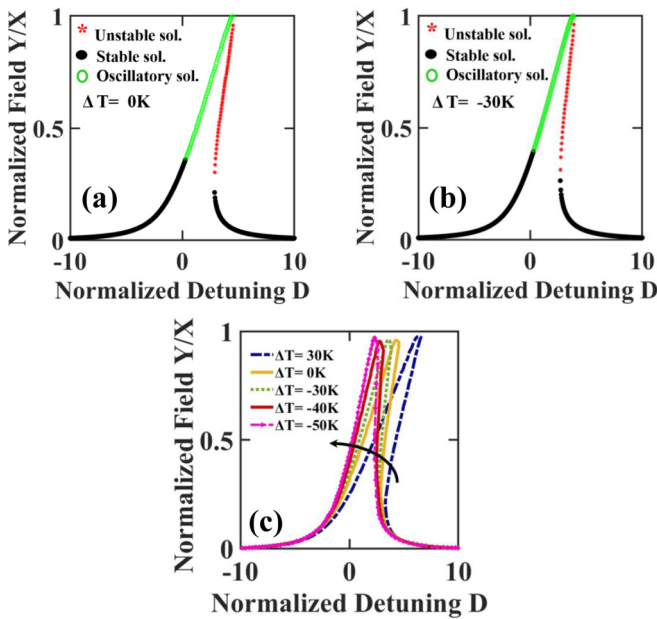 1
* Unstable sol.
Stable sol.
Oscillatory sol.
Δ T= 0K
0.5
(a)
0
-10
0
10
Normalized Detuning D
Normalized Field Y/X
1
* Unstable sol.
Stable sol.
Oscillatory sol.
Δ T= -30K
0.5
(b)
0
-10
0
10
Normalized Detuning D
Normalized Field Y/X
1
ΔT= 30K
ΔT= 0K
ΔT= -30K
ΔT= -40K
ΔT= -50K
0.5
(c)
0
-10
0
10
Normalized Detuning D
Normalized Field Y/X